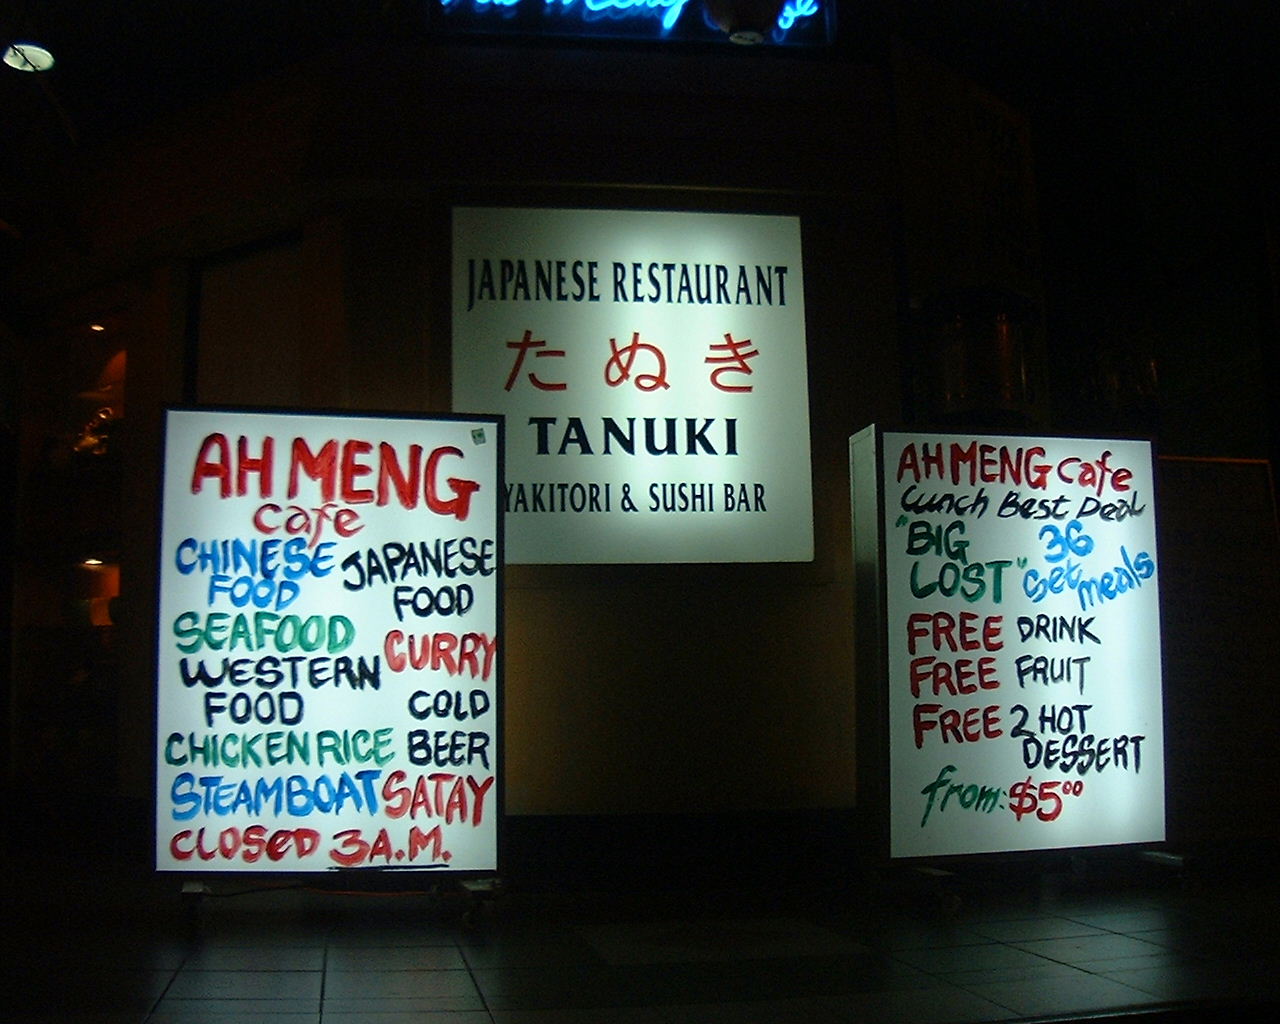 JAPANESE RESTAURANT
たぬき
TANUKI
YAKITORI & SUSHI BAR
AH MENG
Cafe
CHINESE FOOD
JAPANESE FOOD
SEAFOOD
CURRY
WESTERN FOOD
COLD BEER
CHICKEN RICE
STEAMBOAT SATAY
CLOSED 3A.M.
AH MENG Cafe
Lunch Best Deal
"BIG LOST"
36 Set meals
FREE DRINK
FREE FRUIT
FREE 2 HOT
DESSERT
from: $5⁰⁰